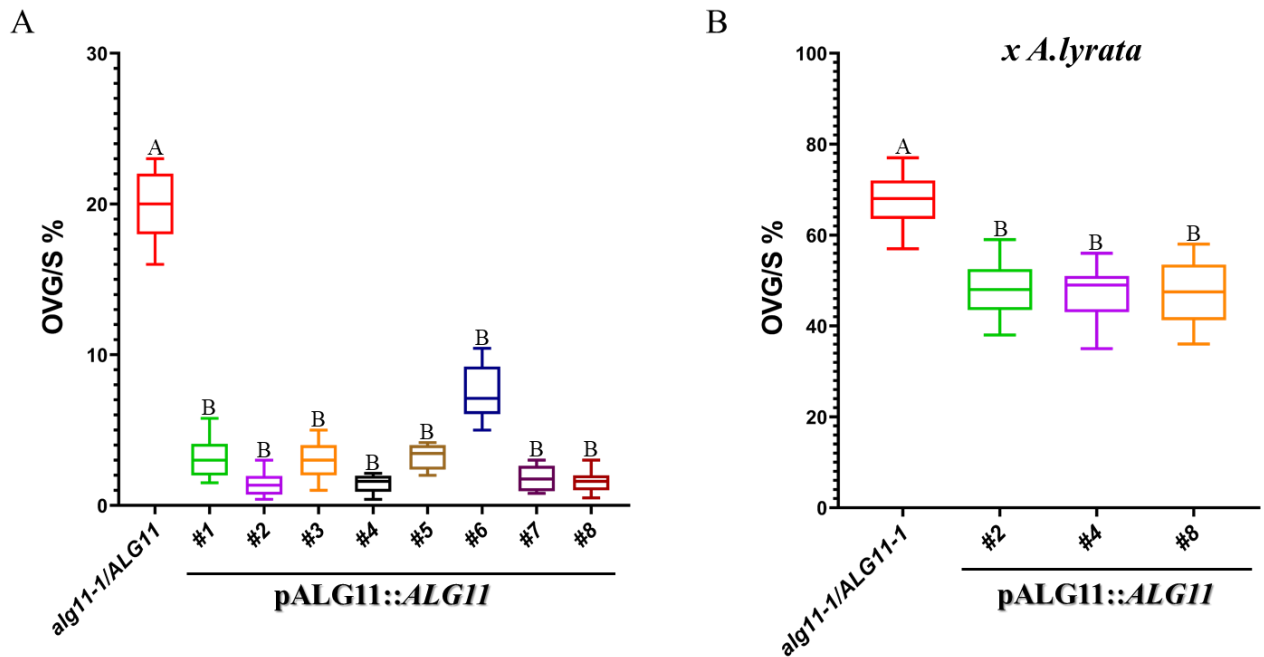 A
30
20
10
0
OVG/S %
A
B
B
B
B
B
B
B
B
alg11-1/ALG11
#1
#2
#3
#4
#5
#6
#7
#8
pALG11::ALG11
B
x A.lyrata
100
80
60
40
20
0
OVG/S %
A
B
B
B
alg11-1/ALG11-1
#2
#4
#8
pALG11::ALG11